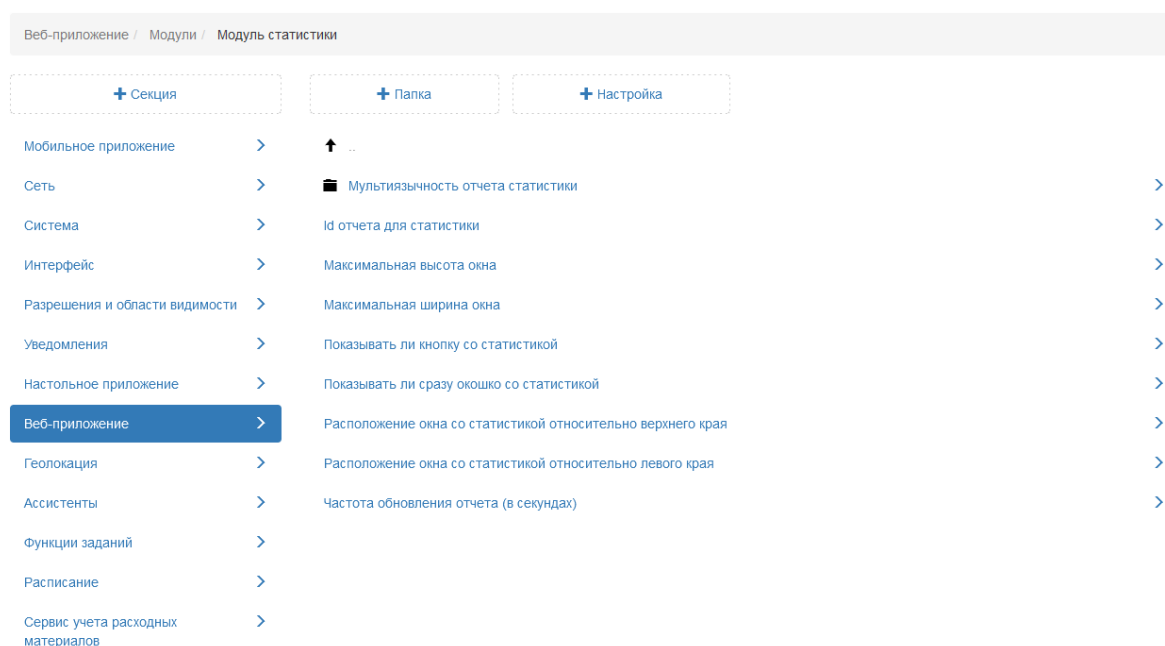 Веб-приложение / Модули / Модуль статистики
+ Секция
+ Папка
+ Настройка
Мобильное приложение
Сеть
Система
Интерфейс
Разрешения и области видимости
Уведомления
Настольное приложение
Веб-приложение
Геолокация
Ассистенты
Функции заданий
Расписание
Сервис учета расходных
материалов
..
Мультиязычность отчета статистики
Id отчета для статистики
Максимальная высота окна
Максимальная ширина окна
Показывать ли кнопку со статистикой
Показывать ли сразу окошко со статистикой
Расположение окна со статистикой относительно верхнего края
Расположение окна со статистикой относительно левого края
Частота обновления отчета (в секундах)